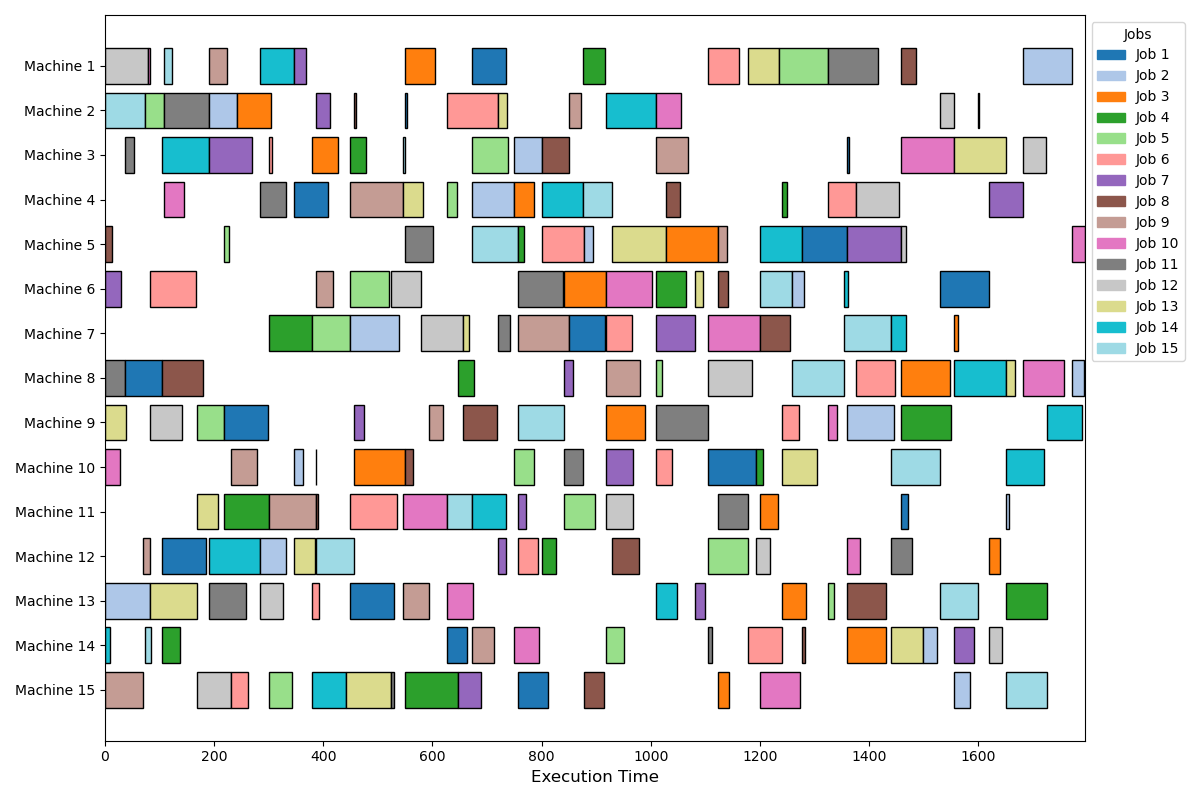 Machine 1
Machine 2
Machine 3
Machine 4
Machine 5
Machine 6
Machine 7
Machine 8
Machine 9
Machine 10
Machine 11
Machine 12
Machine 13
Machine 14
Machine 15
0 200 400 600 800 1000 1200 1400 1600
Execution Time
Jobs
Job 1
Job 2
Job 3
Job 4
Job 5
Job 6
Job 7
Job 8
Job 9
Job 10
Job 11
Job 12
Job 13
Job 14
Job 15